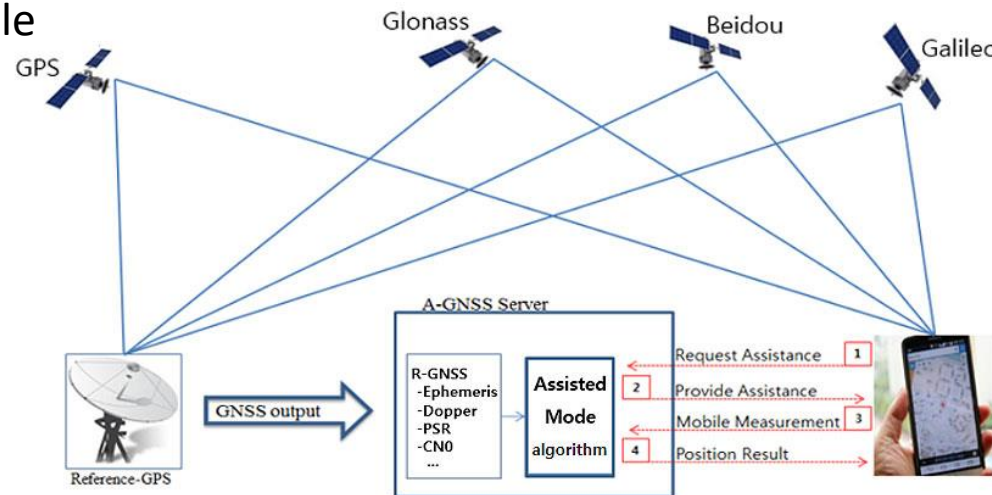 le
Glonass
Beidou
GPS
Galileo
A-GNSS Server
R-GNSS
-Ephemeris
-Dopper
-PSR
-CN0
...
Assisted
Mode
algorithm
GNSS output
Request Assistance 1
2 Provide Assistance
Mobile Measurement 3
4 Position Result
Reference-GPS